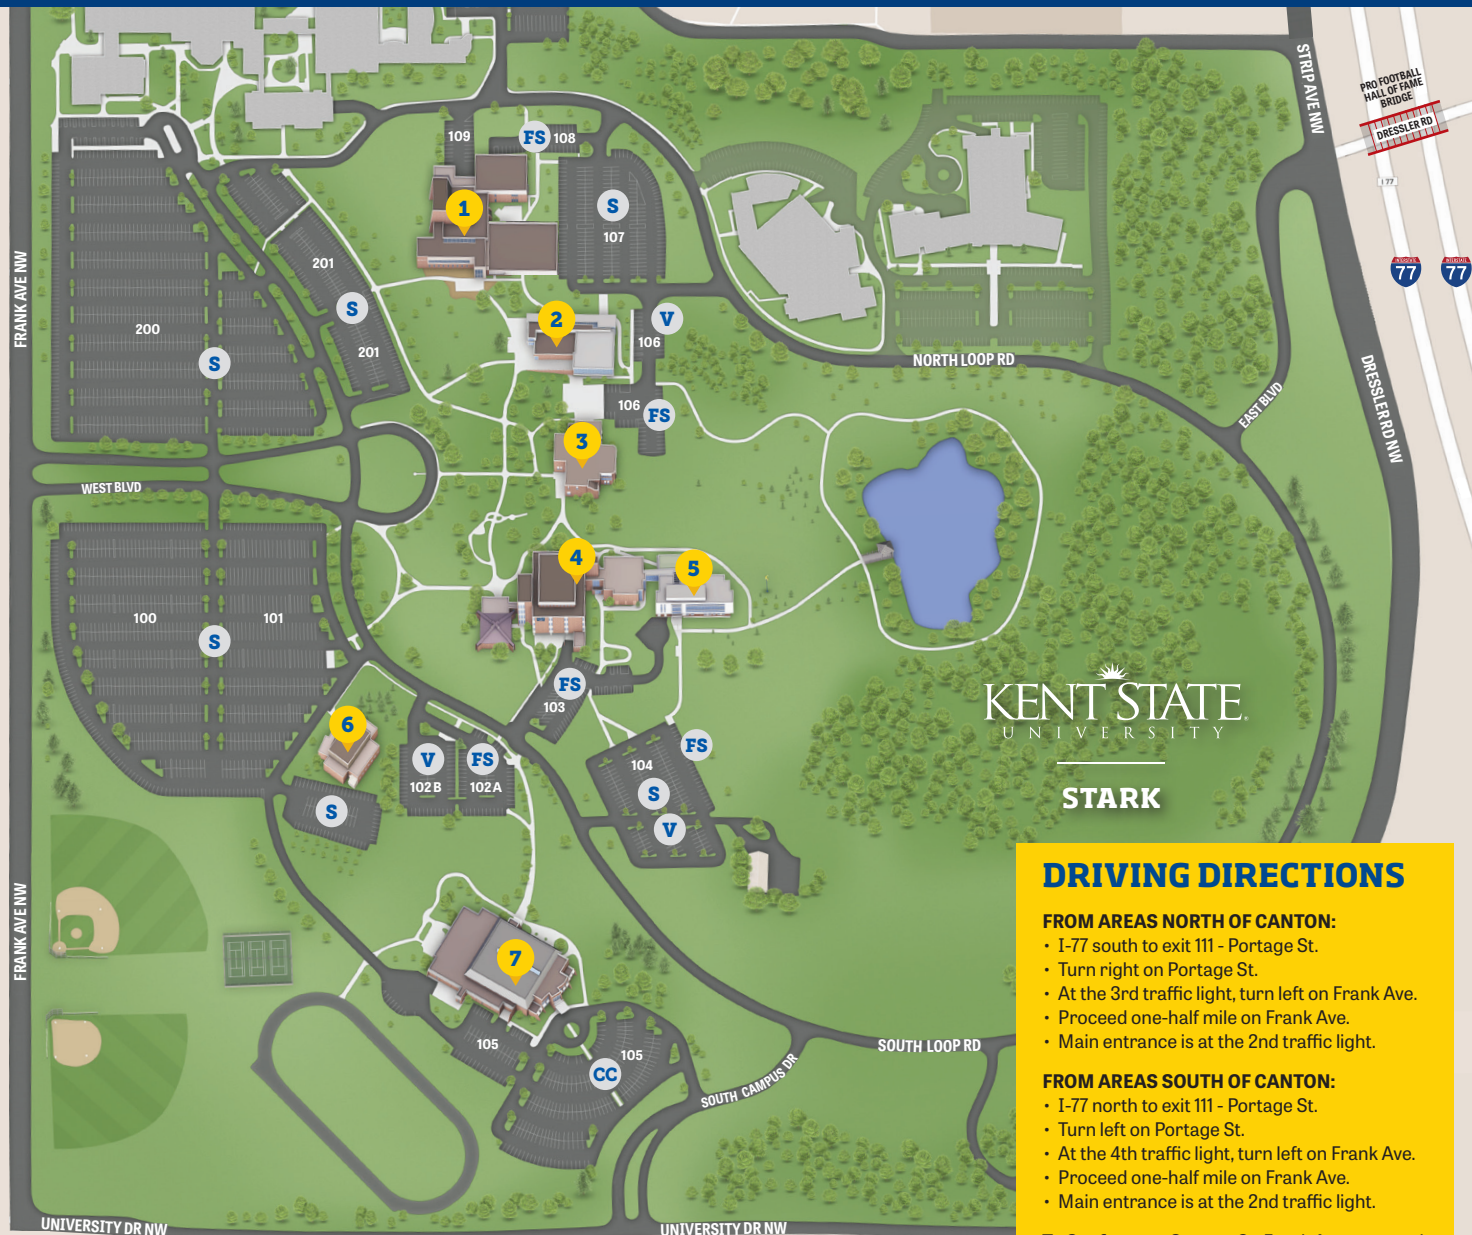 STRIP AVE NW
PRO FOOTBALL
HALL OF FAME
BRIDGE
DRESSLER RD
I 77
109
FS
108
1
S
107
FRANK AVE NW
201
S
201
200
S
2
V
106
INTERSTATE
77
INTERSTATE
77
NORTH LOOP RD
DRESSLER RD NW
EAST BLVD
106
FS
3
WEST BLVD
4
5
100
101
S
FS
103
KENT STATE
UNIVERSITY
STARK
6
V
102B
FS
102A
FS
104
S
V
S
FRANK AVE NW
7
105
105
CC
SOUTH CAMPUS DR
SOUTH LOOP RD
UNIVERSITY DR NW
UNIVERSITY DR NW
DRIVING DIRECTIONS
FROM AREAS NORTH OF CANTON:
• I-77 south to exit 111 - Portage St.
• Turn right on Portage St.
• At the 3rd traffic light, turn left on Frank Ave.
• Proceed one-half mile on Frank Ave.
• Main entrance is at the 2nd traffic light.
FROM AREAS SOUTH OF CANTON:
• I-77 north to exit 111 - Portage St.
• Turn left on Portage St.
• At the 4th traffic light, turn left on Frank Ave.
• Proceed one-half mile on Frank Ave.
• Main entrance is at the 2nd traffic light.